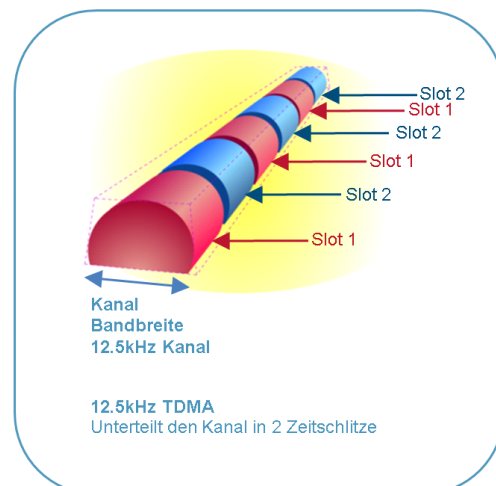 Slot 2
Slot 1
Slot 2
Slot 1
Slot 2
Slot 1
Kanal
Bandbreite
12.5kHz Kanal
12.5kHz TDMA
Unterteilt den Kanal in 2 Zeitschlitze